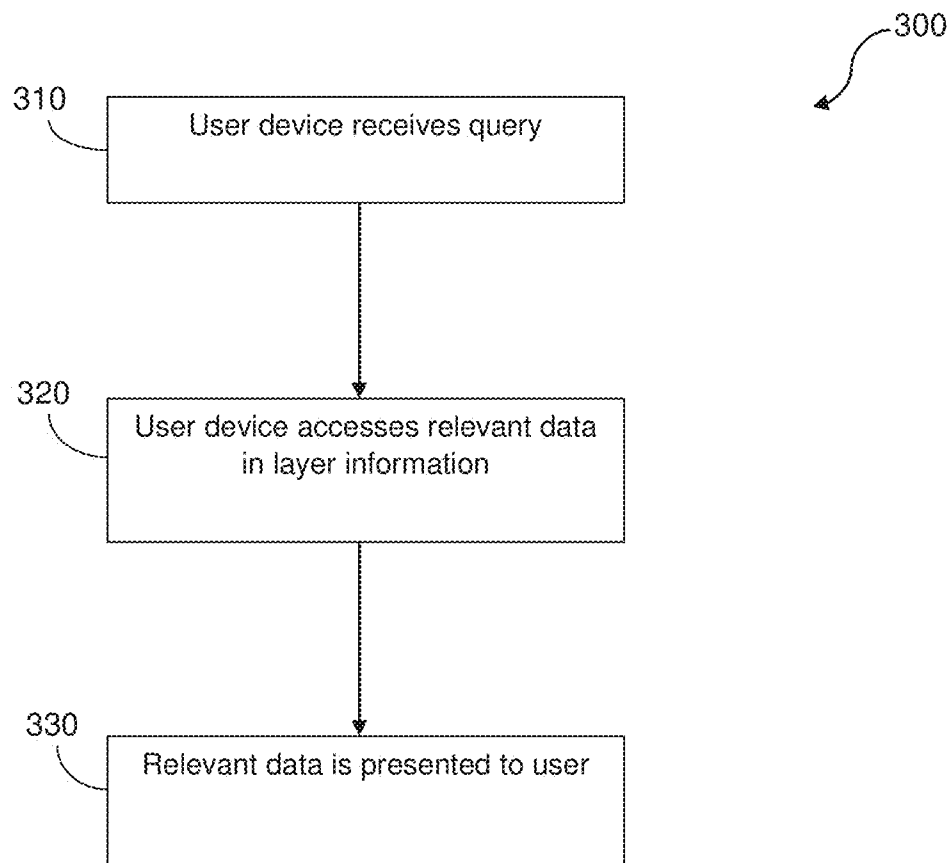 300
310
User device receives query
320
User device accesses relevant data
in layer information
330
Relevant data is presented to user